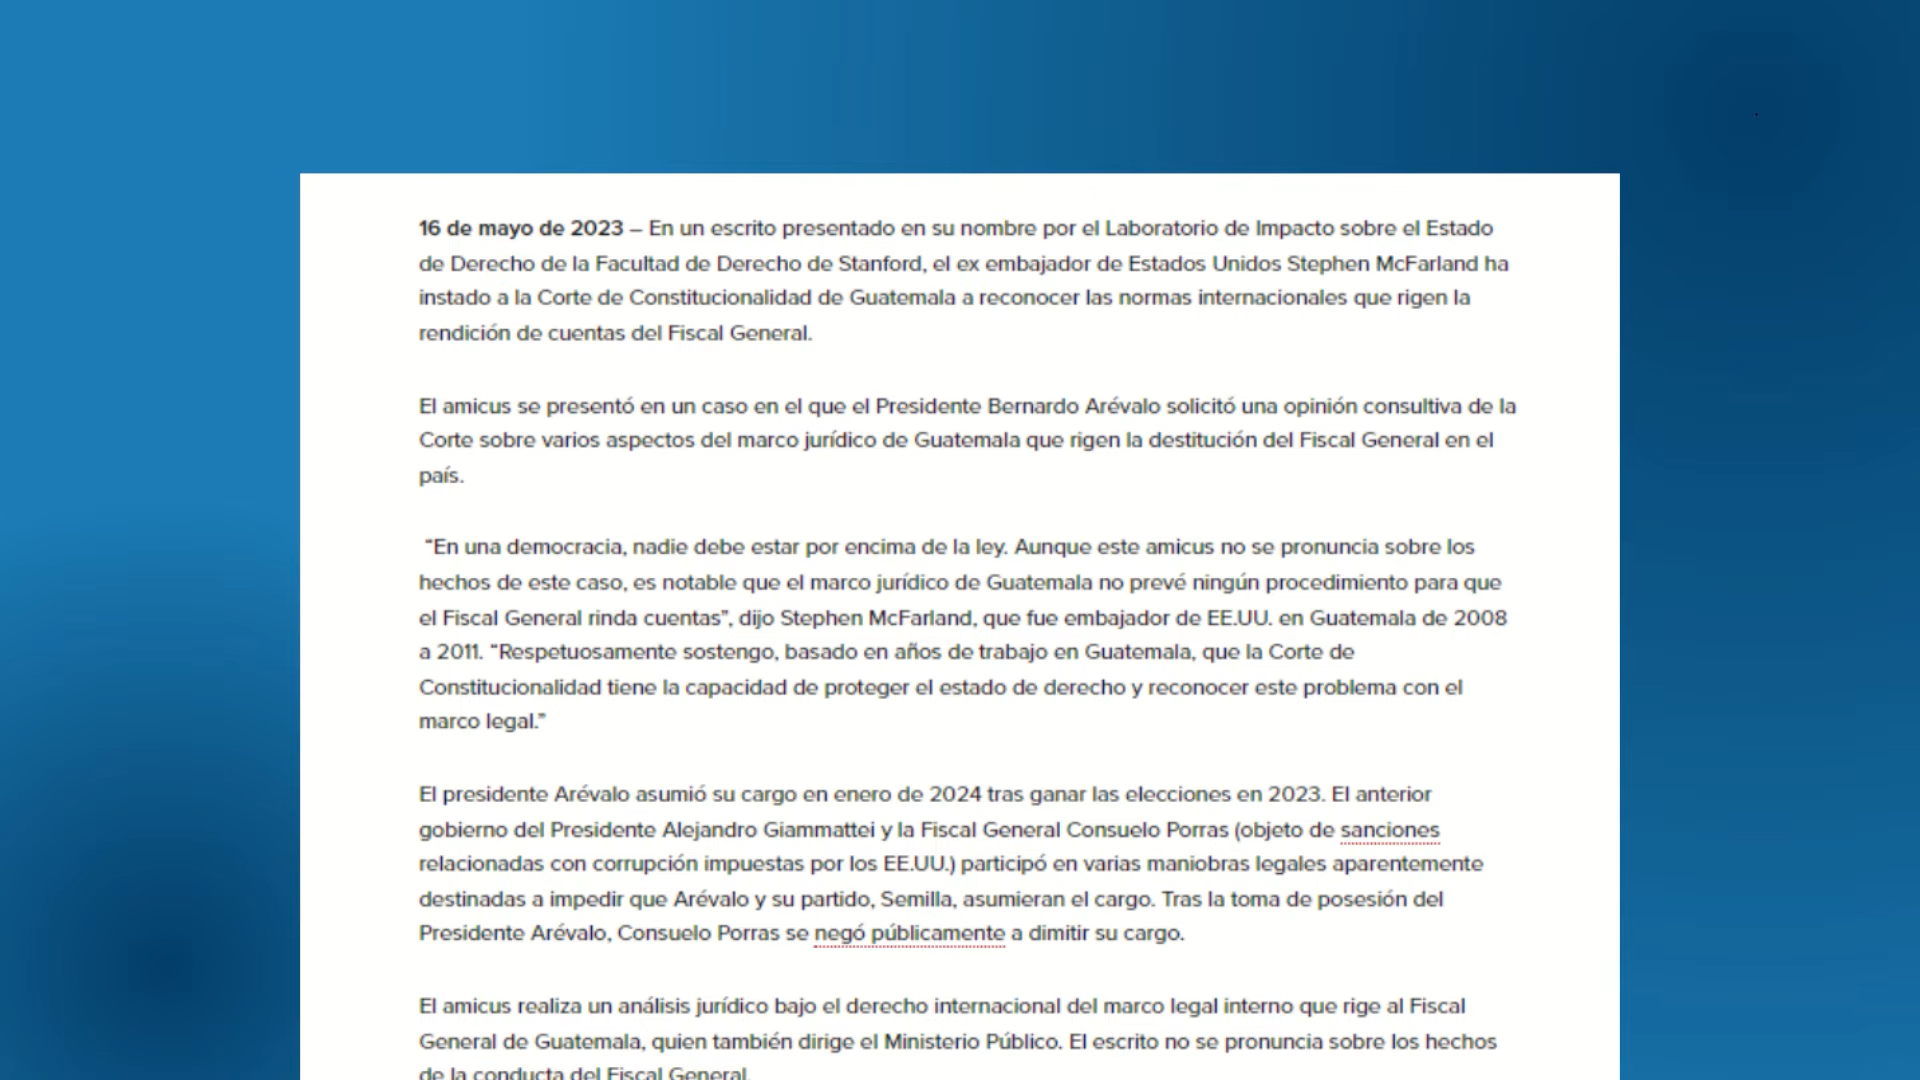 16 de mayo de 2023 – En un escrito presentado en su nombre por el Laboratorio de Impacto sobre el Estado
de Derecho de la Facultad de Derecho de Stanford, el ex embajador de Estados Unidos Stephen McFarland ha
instado a la Corte de Constitucionalidad de Guatemala a reconocer las normas internacionales que rigen la
rendición de cuentas del Fiscal General.
El amicus se presentó en un caso en el que el Presidente Bernardo Arévalo solicitó una opinión consultiva de la
Corte sobre varios aspectos del marco jurídico de Guatemala que rigen la destitución del Fiscal General en el
país.
“En una democracia, nadie debe estar por encima de la ley. Aunque este amicus no se pronuncia sobre los
hechos de este caso, es notable que el marco jurídico de Guatemala no prevé ningún procedimiento para que
el Fiscal General rinda cuentas”, dijo Stephen McFarland, que fue embajador de EE.UU. en Guatemala de 2008
a 2011. “Respetuosamente sostengo, basado en años de trabajo en Guatemala, que la Corte de
Constitucionalidad tiene la capacidad de proteger el estado de derecho y reconocer este problema con el
marco legal.”
El presidente Arévalo asumió su cargo en enero de 2024 tras ganar las elecciones en 2023. El anterior
gobierno del Presidente Alejandro Giammattei y la Fiscal General Consuelo Porras (objeto de sanciones
relacionadas con corrupción impuestas por los EE.UU.) participó en varias maniobras legales aparentemente
destinadas a impedir que Arévalo y su partido, Semilla, asumieran el cargo. Tras la toma de posesión del
Presidente Arévalo, Consuelo Porras se negó públicamente a dimitir su cargo.
El amicus realiza un análisis jurídico bajo el derecho internacional del marco legal interno que rige al Fiscal
General de Guatemala, quien también dirige el Ministerio Público. El escrito no se pronuncia sobre los hechos
de la conducta del Fiscal General.